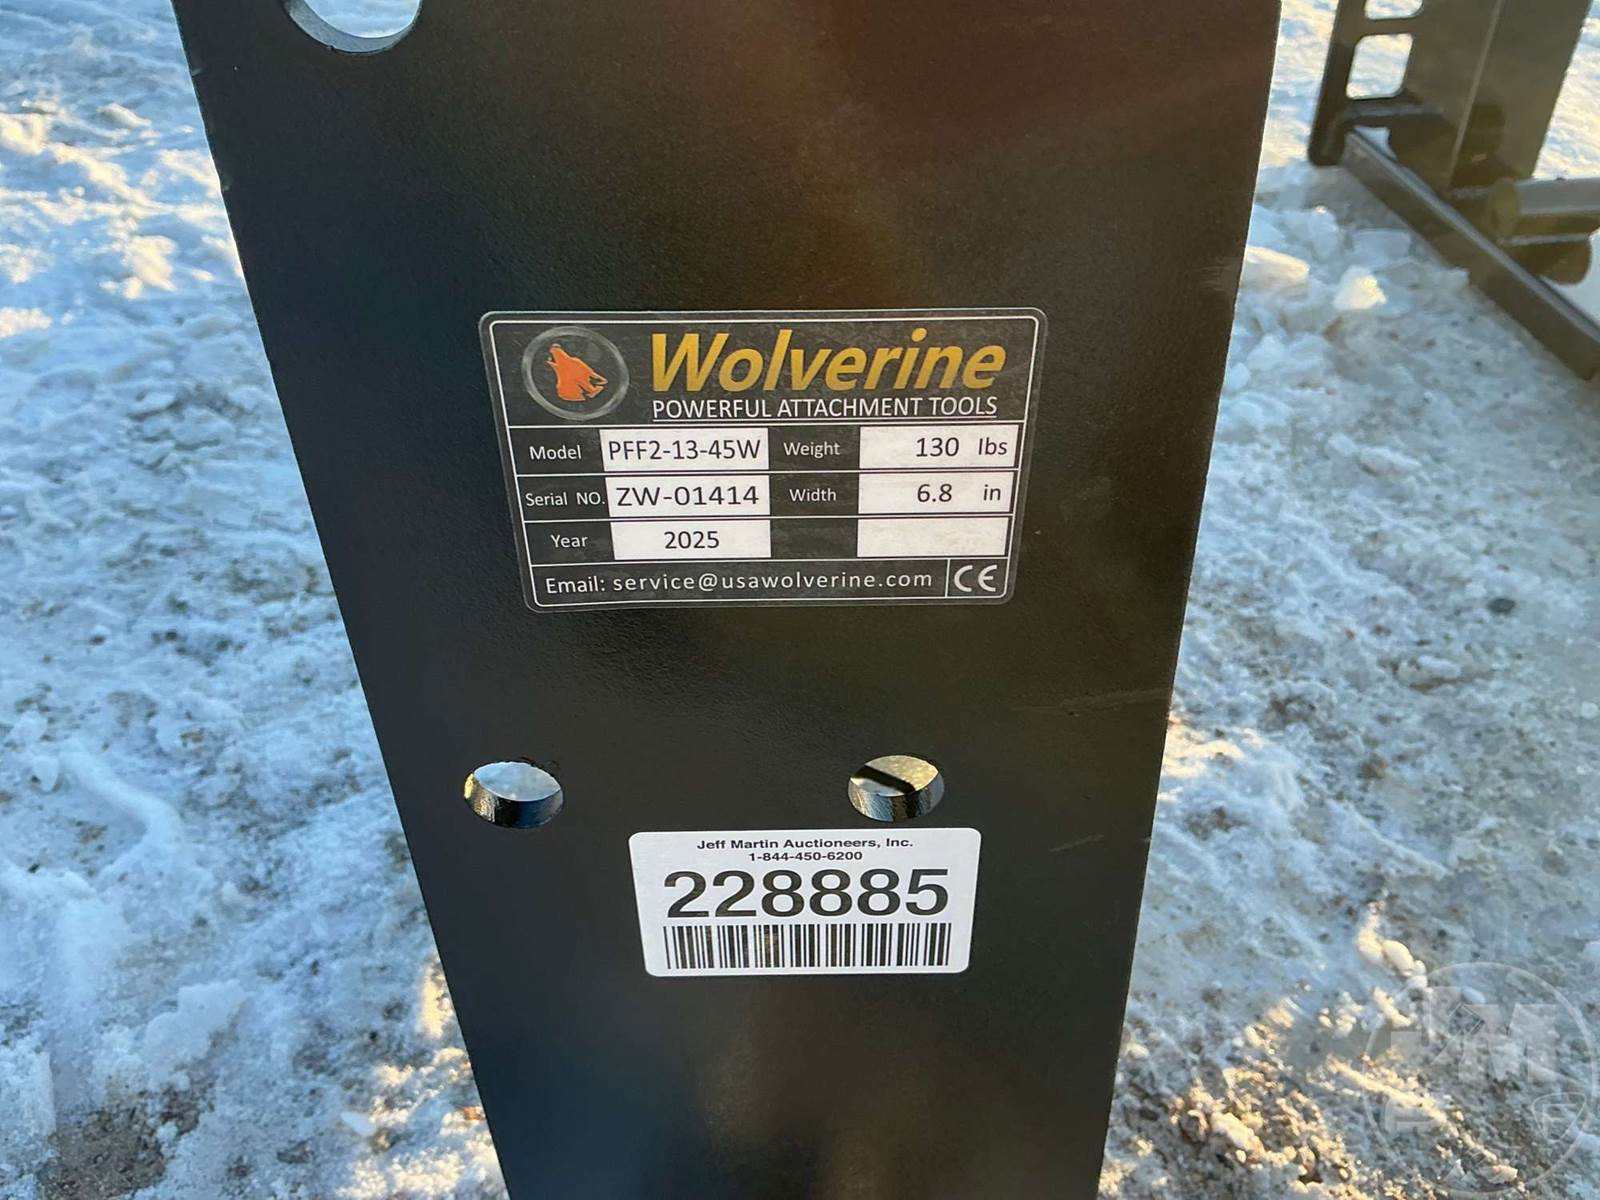 Wolverine
POWERFUL ATTACHMENT TOOLS
Model PFF2-13-45W Weight 130 lbs
Serial NO. ZW-01414 Width 6.8 in
Year 2025
Email: service@usawolverine.com CE
Jeff Martin Auctioneers, Inc.
1-844-450-6200
228885